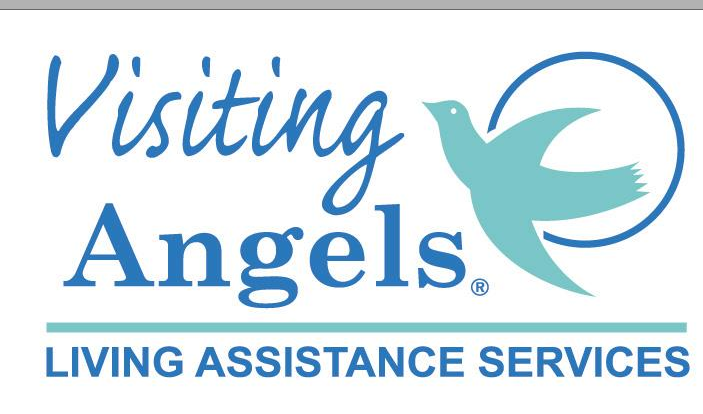 Visiting
Angels®
LIVING ASSISTANCE SERVICES